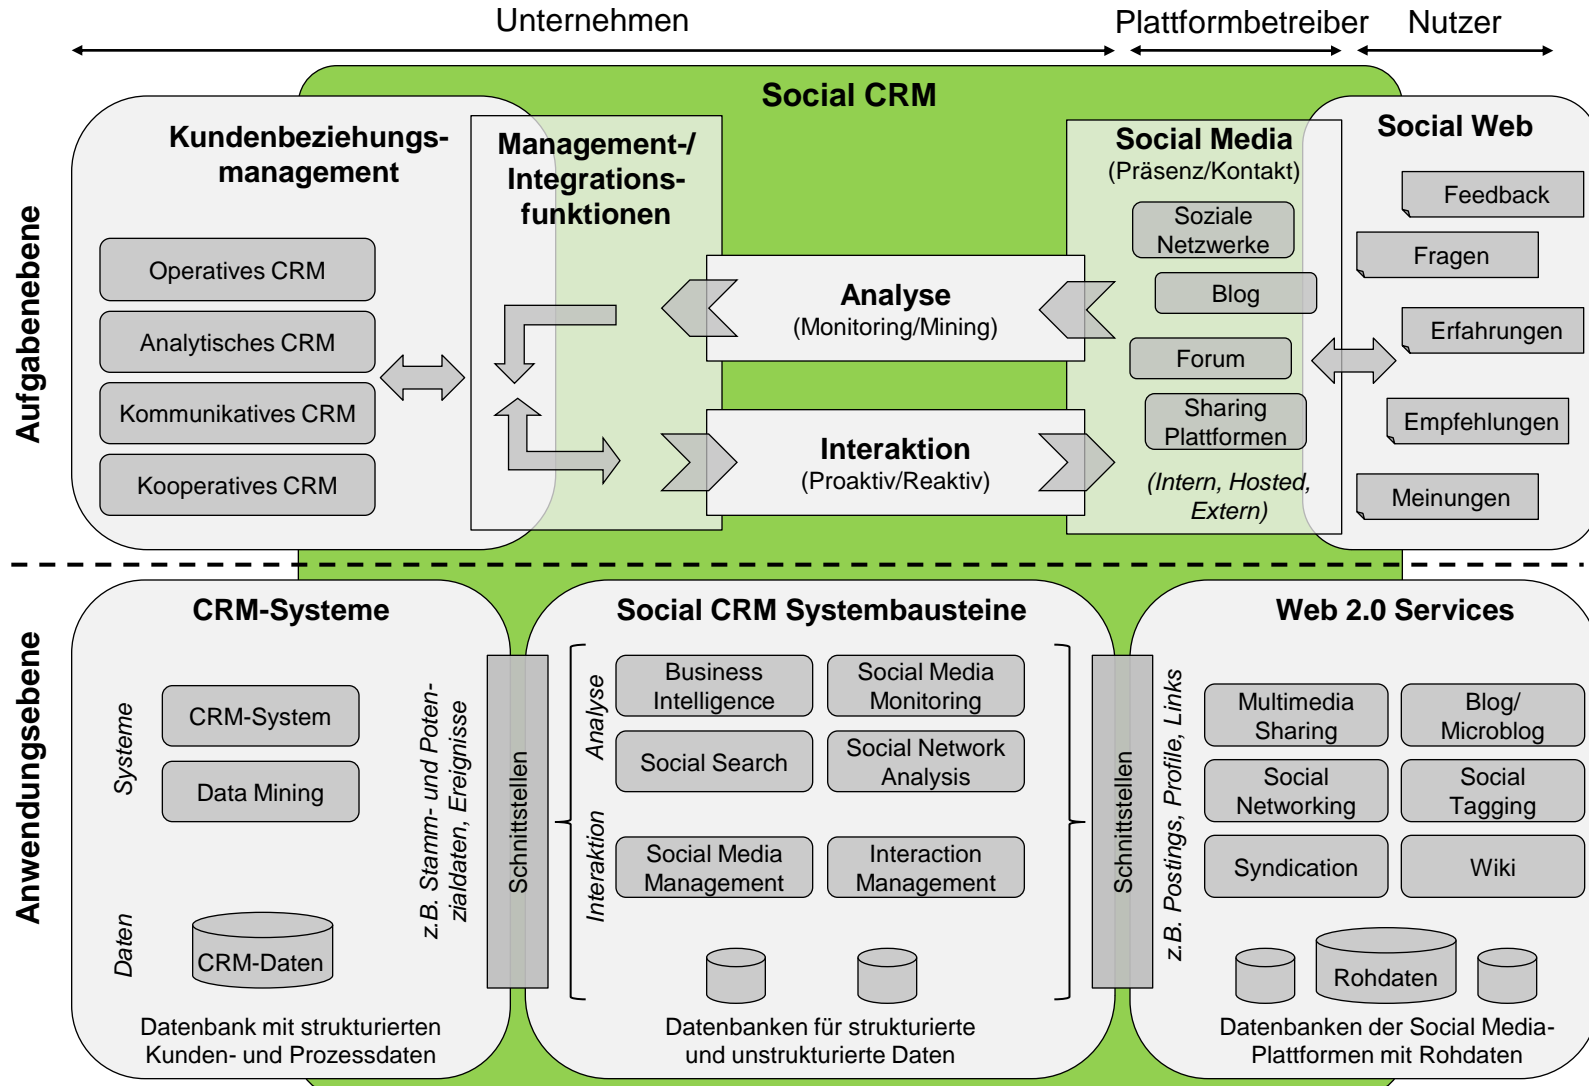 Unternehmen
Plattformbetreiber
Nutzer
Social CRM
Aufgabenebene
Kundenbeziehungs-
management
Operatives CRM
Analytisches CRM
Kommunikatives CRM
Kooperatives CRM
Management-/
Integrations-
funktionen
Analyse
(Monitoring/Mining)
Interaktion
(Proaktiv/Reaktiv)
Social Media
(Präsenz/Kontakt)
Soziale
Netzwerke
Blog
Forum
Sharing
Plattformen
(Intern, Hosted,
Extern)
Social Web
Feedback
Fragen
Erfahrungen
Empfehlungen
Meinungen
Anwendungsebene
CRM-Systeme
Systeme
CRM-System
Data Mining
Daten
CRM-Daten
Datenbank mit strukturierten
Kunden- und Prozessdaten
z.B. Stamm- und Poten-
zialdaten, Ereignisse
Schnittstellen
Social CRM Systembausteine
Analyse
Business
Intelligence
Social Media
Monitoring
Social Search
Social Network
Analysis
Interaktion
Social Media
Management
Interaction
Management
Datenbanken für strukturierte
und unstrukturierte Daten
Schnittstellen
z.B. Postings, Profile, Links
Web 2.0 Services
Multimedia
Sharing
Blog/
Microblog
Social
Networking
Social
Tagging
Syndication
Wiki
Rohdaten
Datenbanken der Social Media-
Plattformen mit Rohdaten